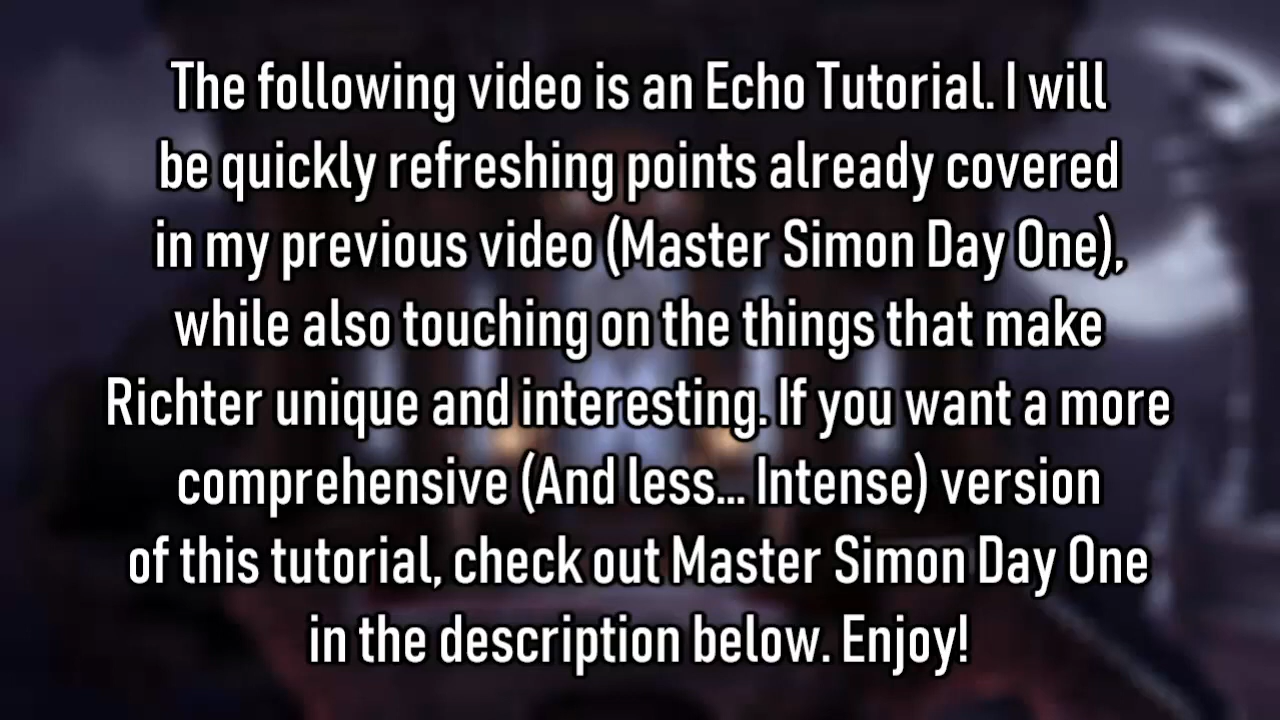 The following video is an Echo Tutorial. I will
be quickly refreshing points already covered
in my previous video (Master Simon Day One),
while also touching on the things that make
Richter unique and interesting. If you want a more
comprehensive (And less... Intense) version
of this tutorial, check out Master Simon Day One
in the description below. Enjoy!